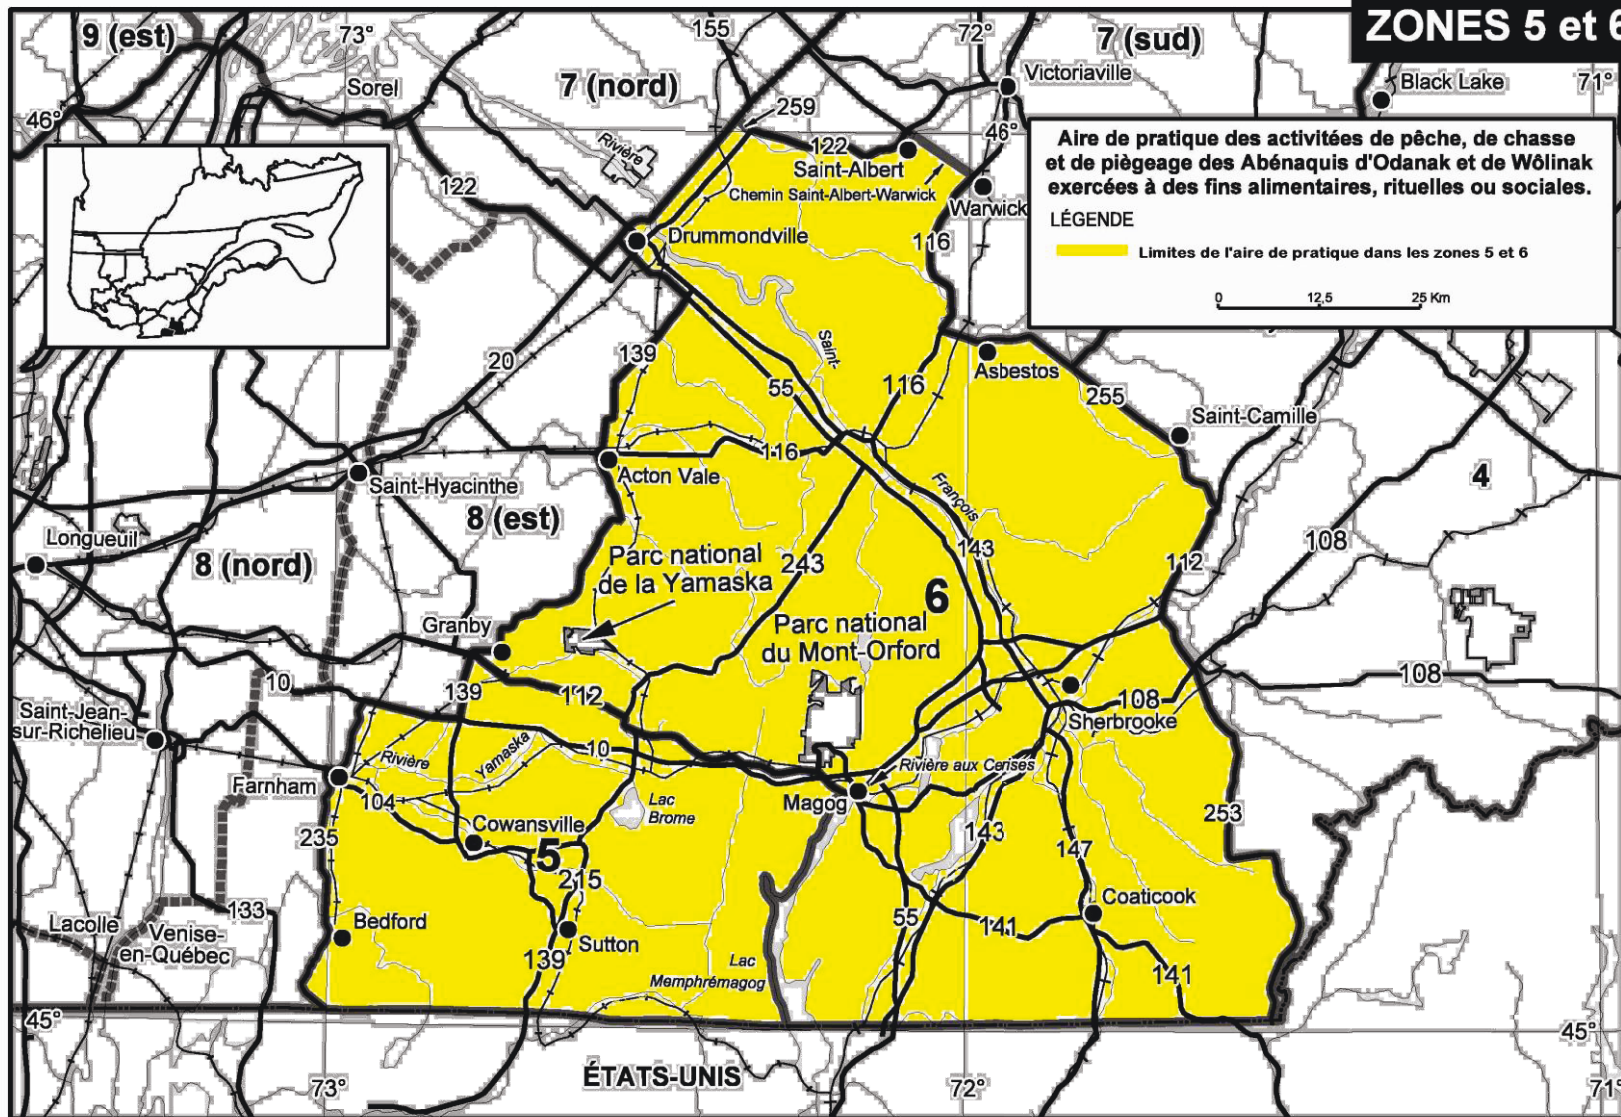 ZONES 5 et 6
9 (est)
73°
155
72°
7 (sud)
Victoriaville
Black Lake
71°
Sorel
7 (nord)
259
46°
46°
Rivière
122
Saint-Albert
Chemin Saint-Albert-Warwick
Warwick
Aire de pratique des activitées de pêche, de chasse
et de piègeage des Abénaquis d'Odanak et de Wôlinak
exercées à des fins alimentaires, rituelles ou sociales.
LÉGENDE
Limites de l'aire de pratique dans les zones 5 et 6
0 12,5 25 Km
122
Drummondville
116
20
139
Saint-
55
116
Asbestos
255
Saint-Camille
116
Acton Vale
Saint-Hyacinthe
4
François
8 (est)
Longueuil
8 (nord)
Parc national
de la Yamaska
243
143
108
112
6
Granby
Parc national
du Mont-Orford
10
139
112
108
108
Saint-Jean-
sur-Richelieu
Sherbrooke
10
Rivière
Yamaska
Rivière aux Cerises
Farnham
104
Lac
Brome
Magog
235
Cowansville
5
143
147
253
215
Bedford
133
Lacolle
Venise-
en-Québec
Sutton
139
55
141
Coaticook
141
Lac
Memphrémagog
45°
45°
ÉTATS-UNIS
73°
72°
71°